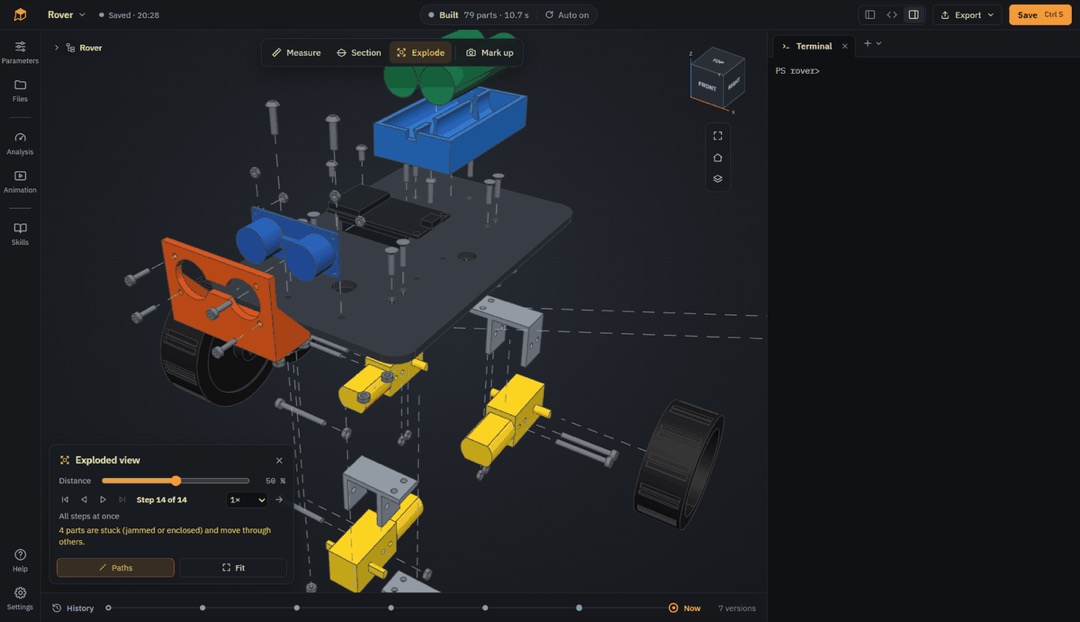 Rover
Saved · 20:28
Built 79 parts · 10.7 s
Auto on
Export
Save Ctrl S
Parameters
Files
Analysis
Animation
Skills
Help
Settings
Rover
Measure
Section
Explode
Mark up
TOP
FRONT
RIGHT
z
x
Terminal
PS rover>
Exploded view
Distance 50 %
Step 14 of 14
1×
All steps at once
4 parts are stuck (jammed or enclosed) and move through
others.
Paths
Fit
History
Now
7 versions